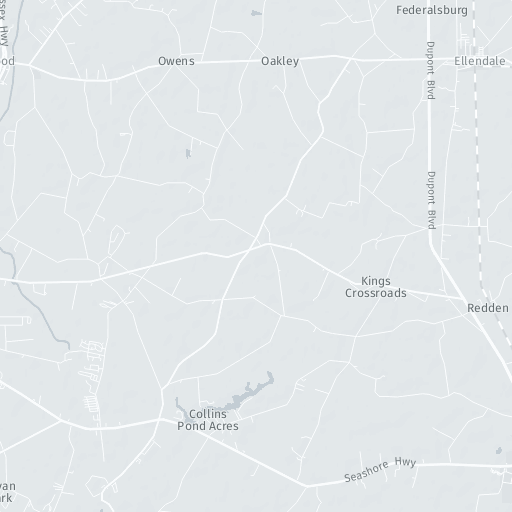 Federalsburg
Owens
Oakley
Ellendale
Dupont Blvd
Dupont Blvd
Kings
Crossroads
Redden
Collins
Pond Acres
Seashore Hwy